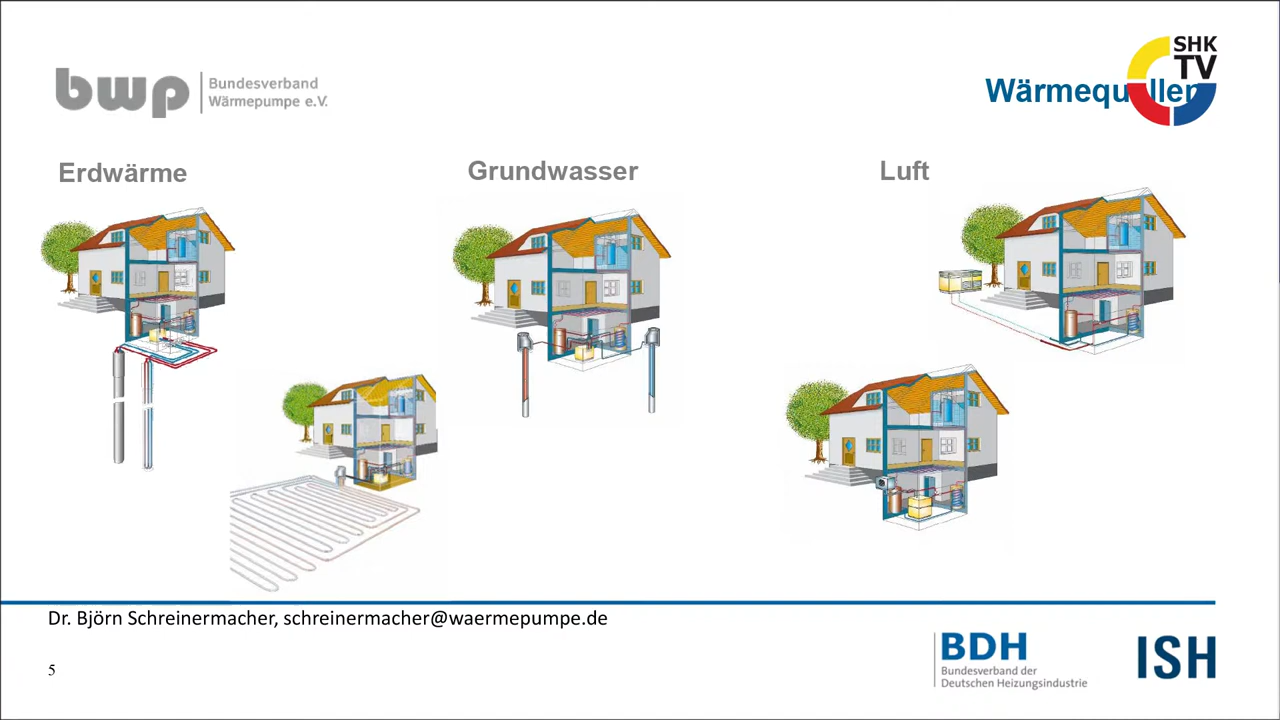 bwp
Bundesverband
Wärmepumpe e.V.
SHK
TV
Erdwärme
Grundwasser
Luft
Dr. Björn Schreinermacher, schreinermacher@waermepumpe.de
5
BDH
Bundesverband der
Deutschen Heizungsindustrie
ISH